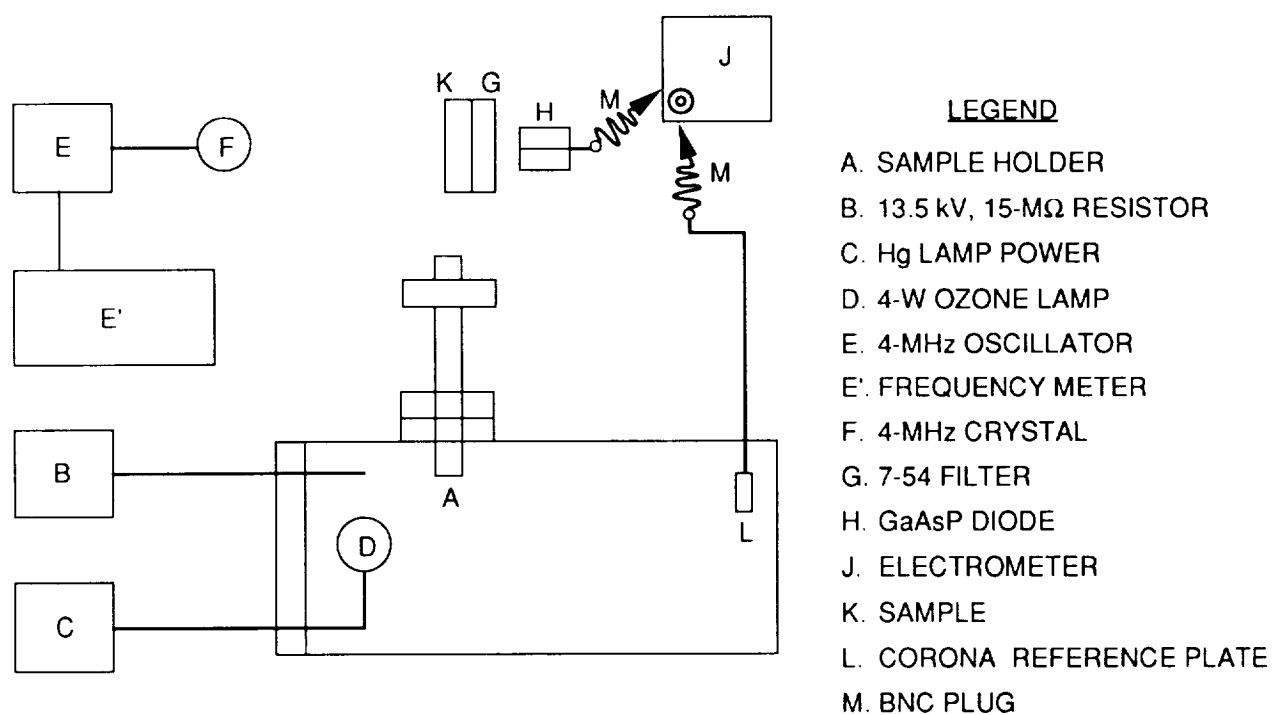 J
K G
H
M
E
F
M
E'
B
A
L
D
C
LEGEND
A. SAMPLE HOLDER
B. 13.5 kV, 15-MΩ RESISTOR
C. Hg LAMP POWER
D. 4-W OZONE LAMP
E. 4-MHz OSCILLATOR
E'. FREQUENCY METER
F. 4-MHz CRYSTAL
G. 7-54 FILTER
H. GaAsP DIODE
J. ELECTROMETER
K. SAMPLE
L. CORONA REFERENCE PLATE
M. BNC PLUG